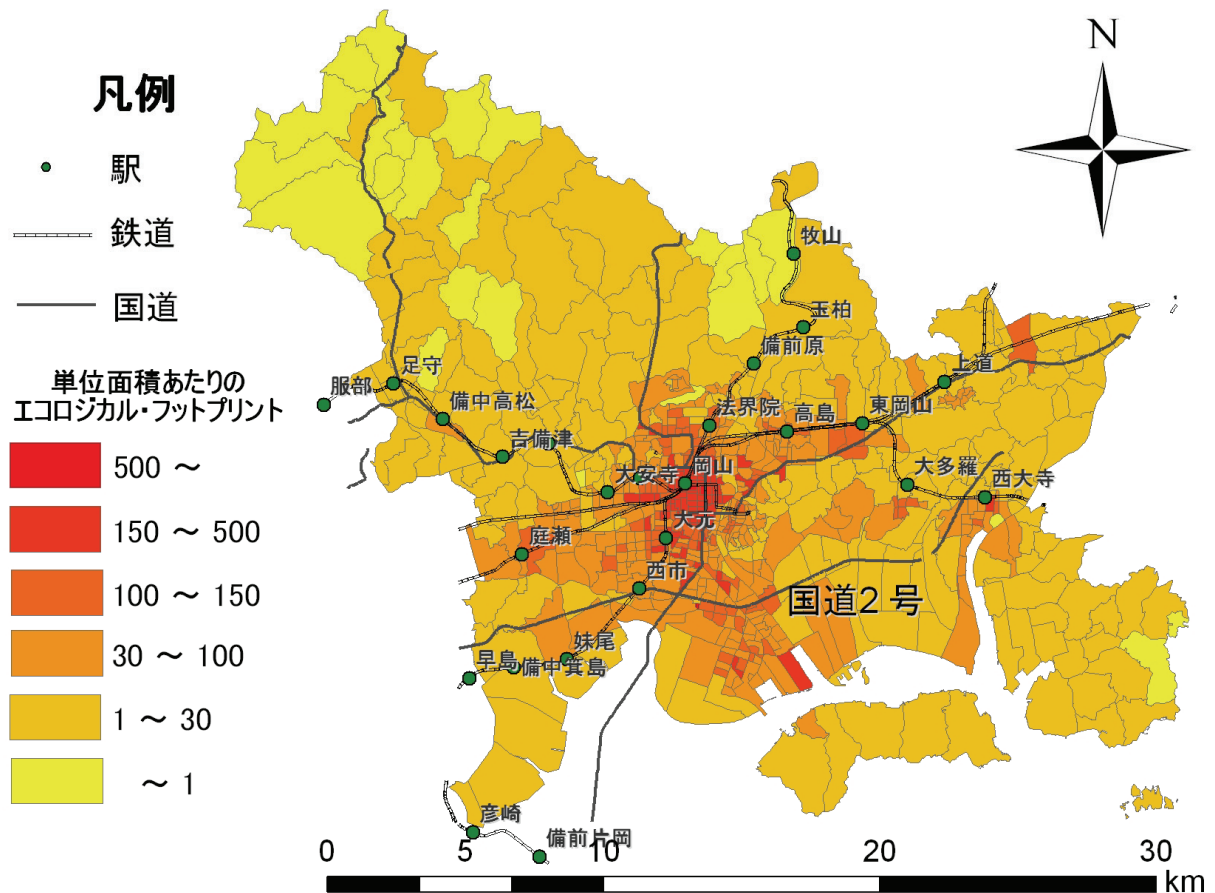 凡例
駅
鉄道
国道
単位面積あたりの
エコロジカル・フットプリント
500 ～
150 ～ 500
100 ～ 150
30 ～ 100
1 ～ 30
～ 1
N
牧山
玉柏
備前原
上道
足守
服部
備中高松
法界院
高島
東岡山
吉備津
大安寺
岡山
大多羅
西大寺
大元
庭瀬
西市
国道2号
妹尾
早島
備中箕島
彦崎
備前片岡
0 5 10 20 30
km